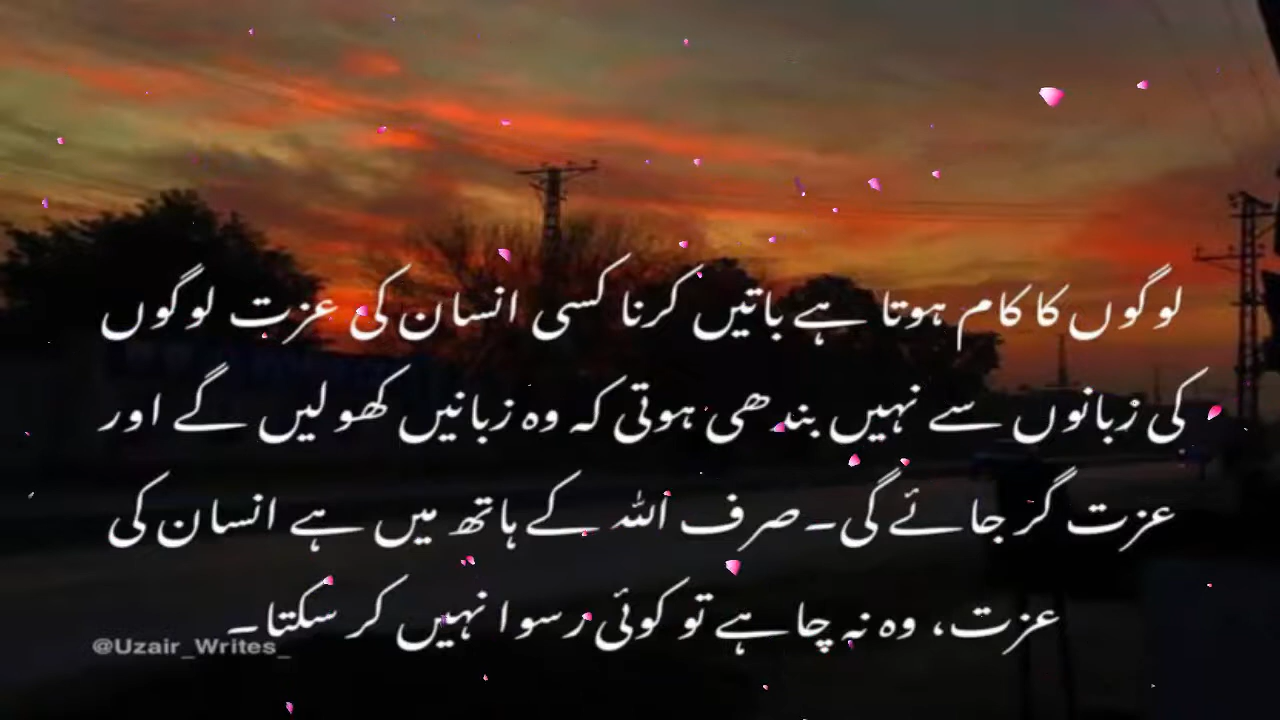 لوگوں کا کام ہوتا ہے باتیں کرنا کسی انسان کی عزت لوگوں
کی زبانوں سے نہیں بندھی ہوتی کہ وہ زبانیں کھولیں گے اور
عزت گر جائے گی۔صرف اللہ کے ہاتھ میں ہے انسان کی
عزت، وہ نہ چاہے تو کوئی رسوا نہیں کر سکتا۔
@Uzair_Writes_